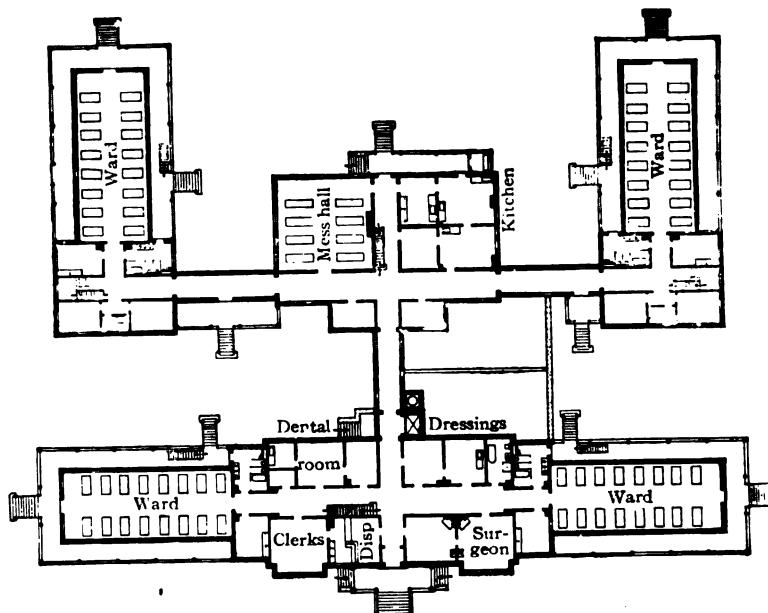 Ward
Mess hall
Kitchen
Ward
Dental
room
Dressings
Ward
Clerks
Disp
Sur-
geon
Ward